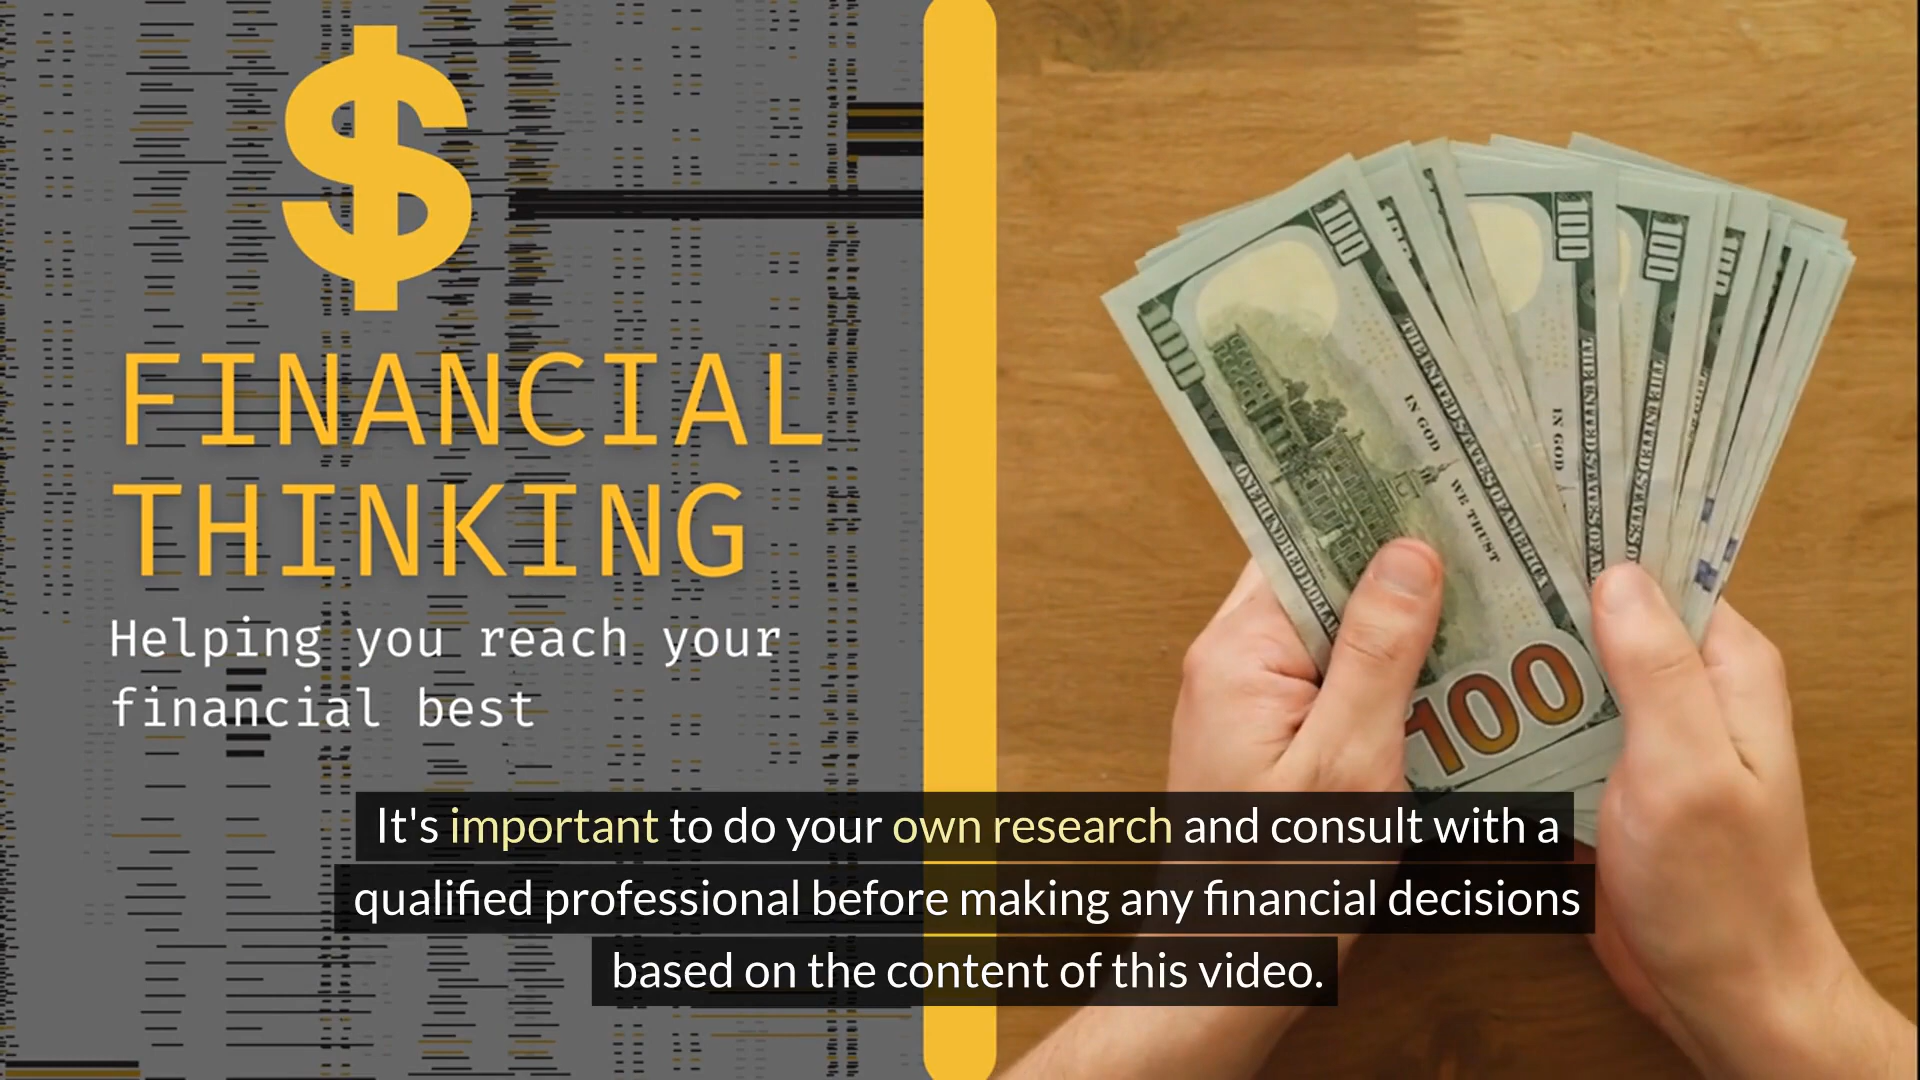 $
FINANCIAL
THINKING
Helping you reach your
financial best
100
100
100
100
100
THE UNITED STATES OF AMERICA
IN GOD
WE TRUST
IN GOD
ONE HUNDRED DOLLAR
100
It's important to do your own research and consult with a
qualified professional before making any financial decisions
based on the content of this video.